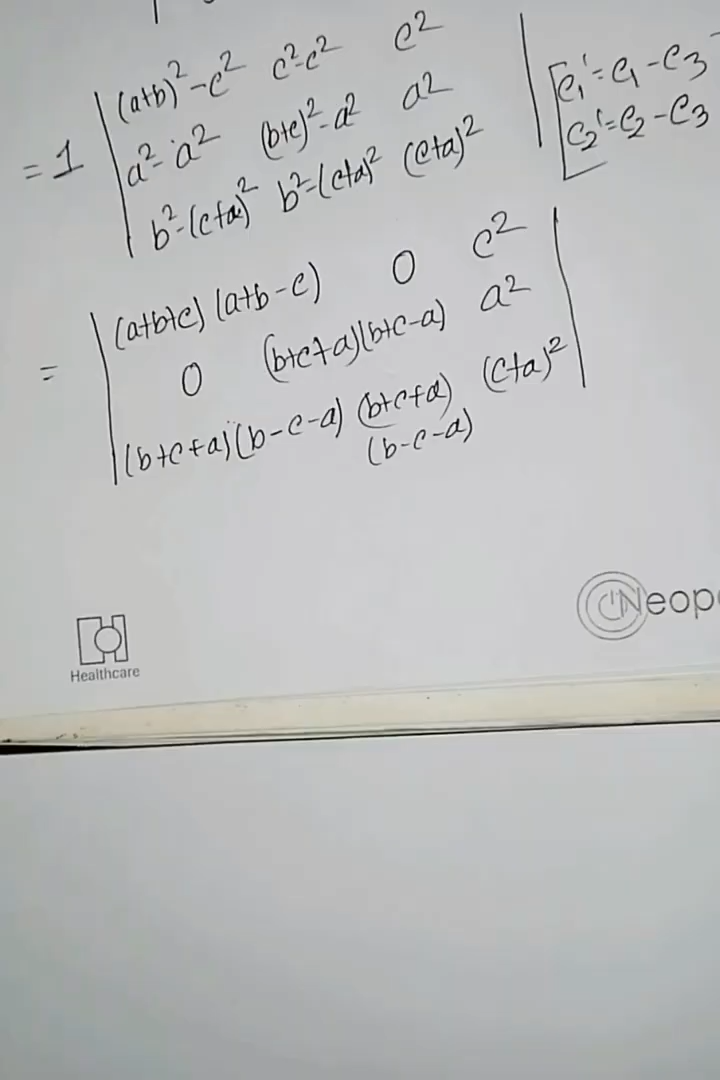 = 1 | (a+b)² - c²   c² - c²   c² |   [c₁' = c₁ - c₃
| a² - a²   (b+c)² - a²   a² |   c₂' = c₂ - c₃
| b² - (c+a)²   b² - (c+a)²   (c+a)² |
= | (a+b+c) (a+b-c)   0   c² |
| 0   (b+c+a)(b+c-a)   a² |
| (b+c+a)(b-c-a)   (b+c+a)   (c+a)² |
(b-c-a)
Healthcare
Neop